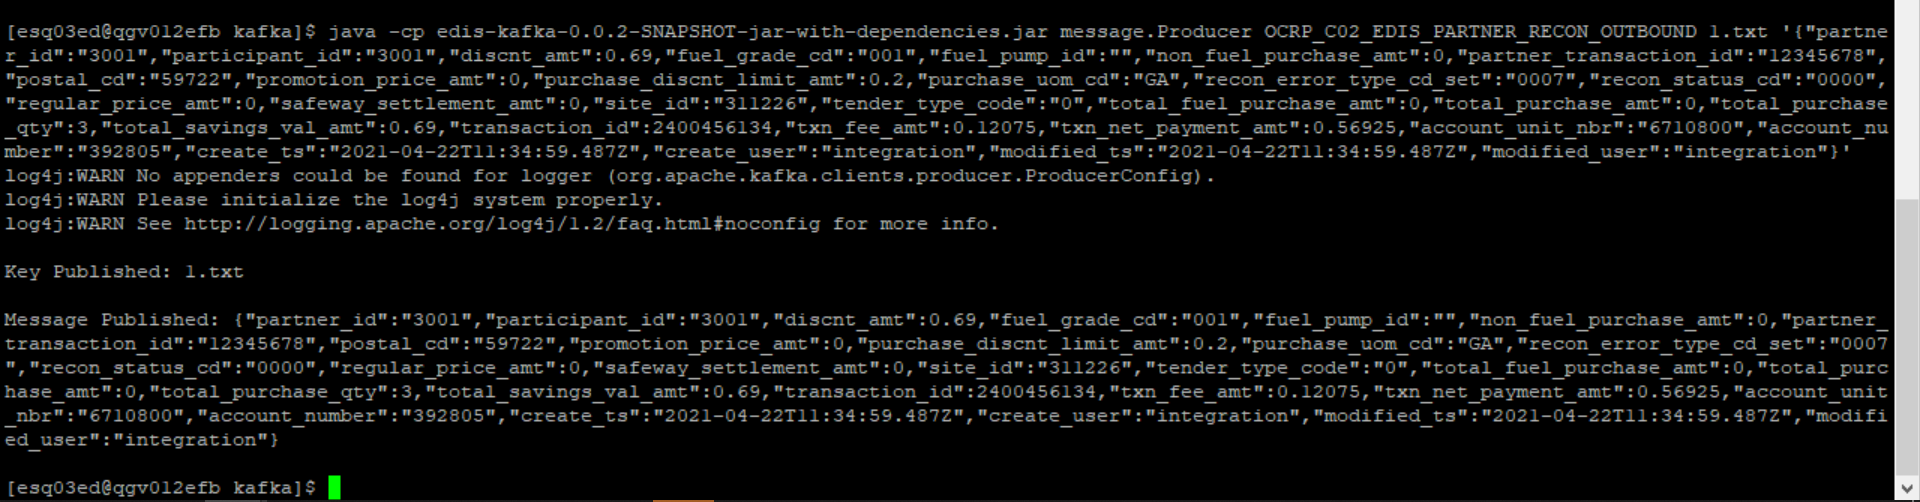 [esq03ed@qgv012efb kafka]$ java -cp edis-kafka-0.0.2-SNAPSHOT-jar-with-dependencies.jar message.Producer OCRP_C02_EDIS_PARTNER_RECON_OUTBOUND 1.txt '{"partne
r_id":"3001","participant_id":"3001","discnt_amt":0.69,"fuel_grade_cd":"001","fuel_pump_id":"","non_fuel_purchase_amt":0,"partner_transaction_id":"12345678",
"postal_cd":"59722","promotion_price_amt":0,"purchase_discnt_limit_amt":0.2,"purchase_uom_cd":"GA","recon_error_type_cd_set":"0007","recon_status_cd":"0000",
"regular_price_amt":0,"safeway_settlement_amt":0,"site_id":"311226","tender_type_code":"0","total_fuel_purchase_amt":0,"total_purchase_amt":0,"total_purchase
_qty":3,"total_savings_val_amt":0.69,"transaction_id":2400456134,"txn_fee_amt":0.12075,"txn_net_payment_amt":0.56925,"account_unit_nbr":"6710800","account_nu
mber":"392805","create_ts":"2021-04-22T11:34:59.487Z","create_user":"integration","modified_ts":"2021-04-22T11:34:59.487Z","modified_user":"integration"}'
log4j:WARN No appenders could be found for logger (org.apache.kafka.clients.producer.ProducerConfig).
log4j:WARN Please initialize the log4j system properly.
log4j:WARN See http://logging.apache.org/log4j/1.2/faq.html#noconfig for more info.
Key Published: 1.txt
Message Published: {"partner_id":"3001","participant_id":"3001","discnt_amt":0.69,"fuel_grade_cd":"001","fuel_pump_id":"","non_fuel_purchase_amt":0,"partner_
transaction_id":"12345678","postal_cd":"59722","promotion_price_amt":0,"purchase_discnt_limit_amt":0.2,"purchase_uom_cd":"GA","recon_error_type_cd_set":"0007
","recon_status_cd":"0000","regular_price_amt":0,"safeway_settlement_amt":0,"site_id":"311226","tender_type_code":"0","total_fuel_purchase_amt":0,"total_purc
hase_amt":0,"total_purchase_qty":3,"total_savings_val_amt":0.69,"transaction_id":2400456134,"txn_fee_amt":0.12075,"txn_net_payment_amt":0.56925,"account_unit
_nbr":"6710800","account_number":"392805","create_ts":"2021-04-22T11:34:59.487Z","create_user":"integration","modified_ts":"2021-04-22T11:34:59.487Z","modifi
ed_user":"integration"}
[esq03ed@qgv012efb kafka]$